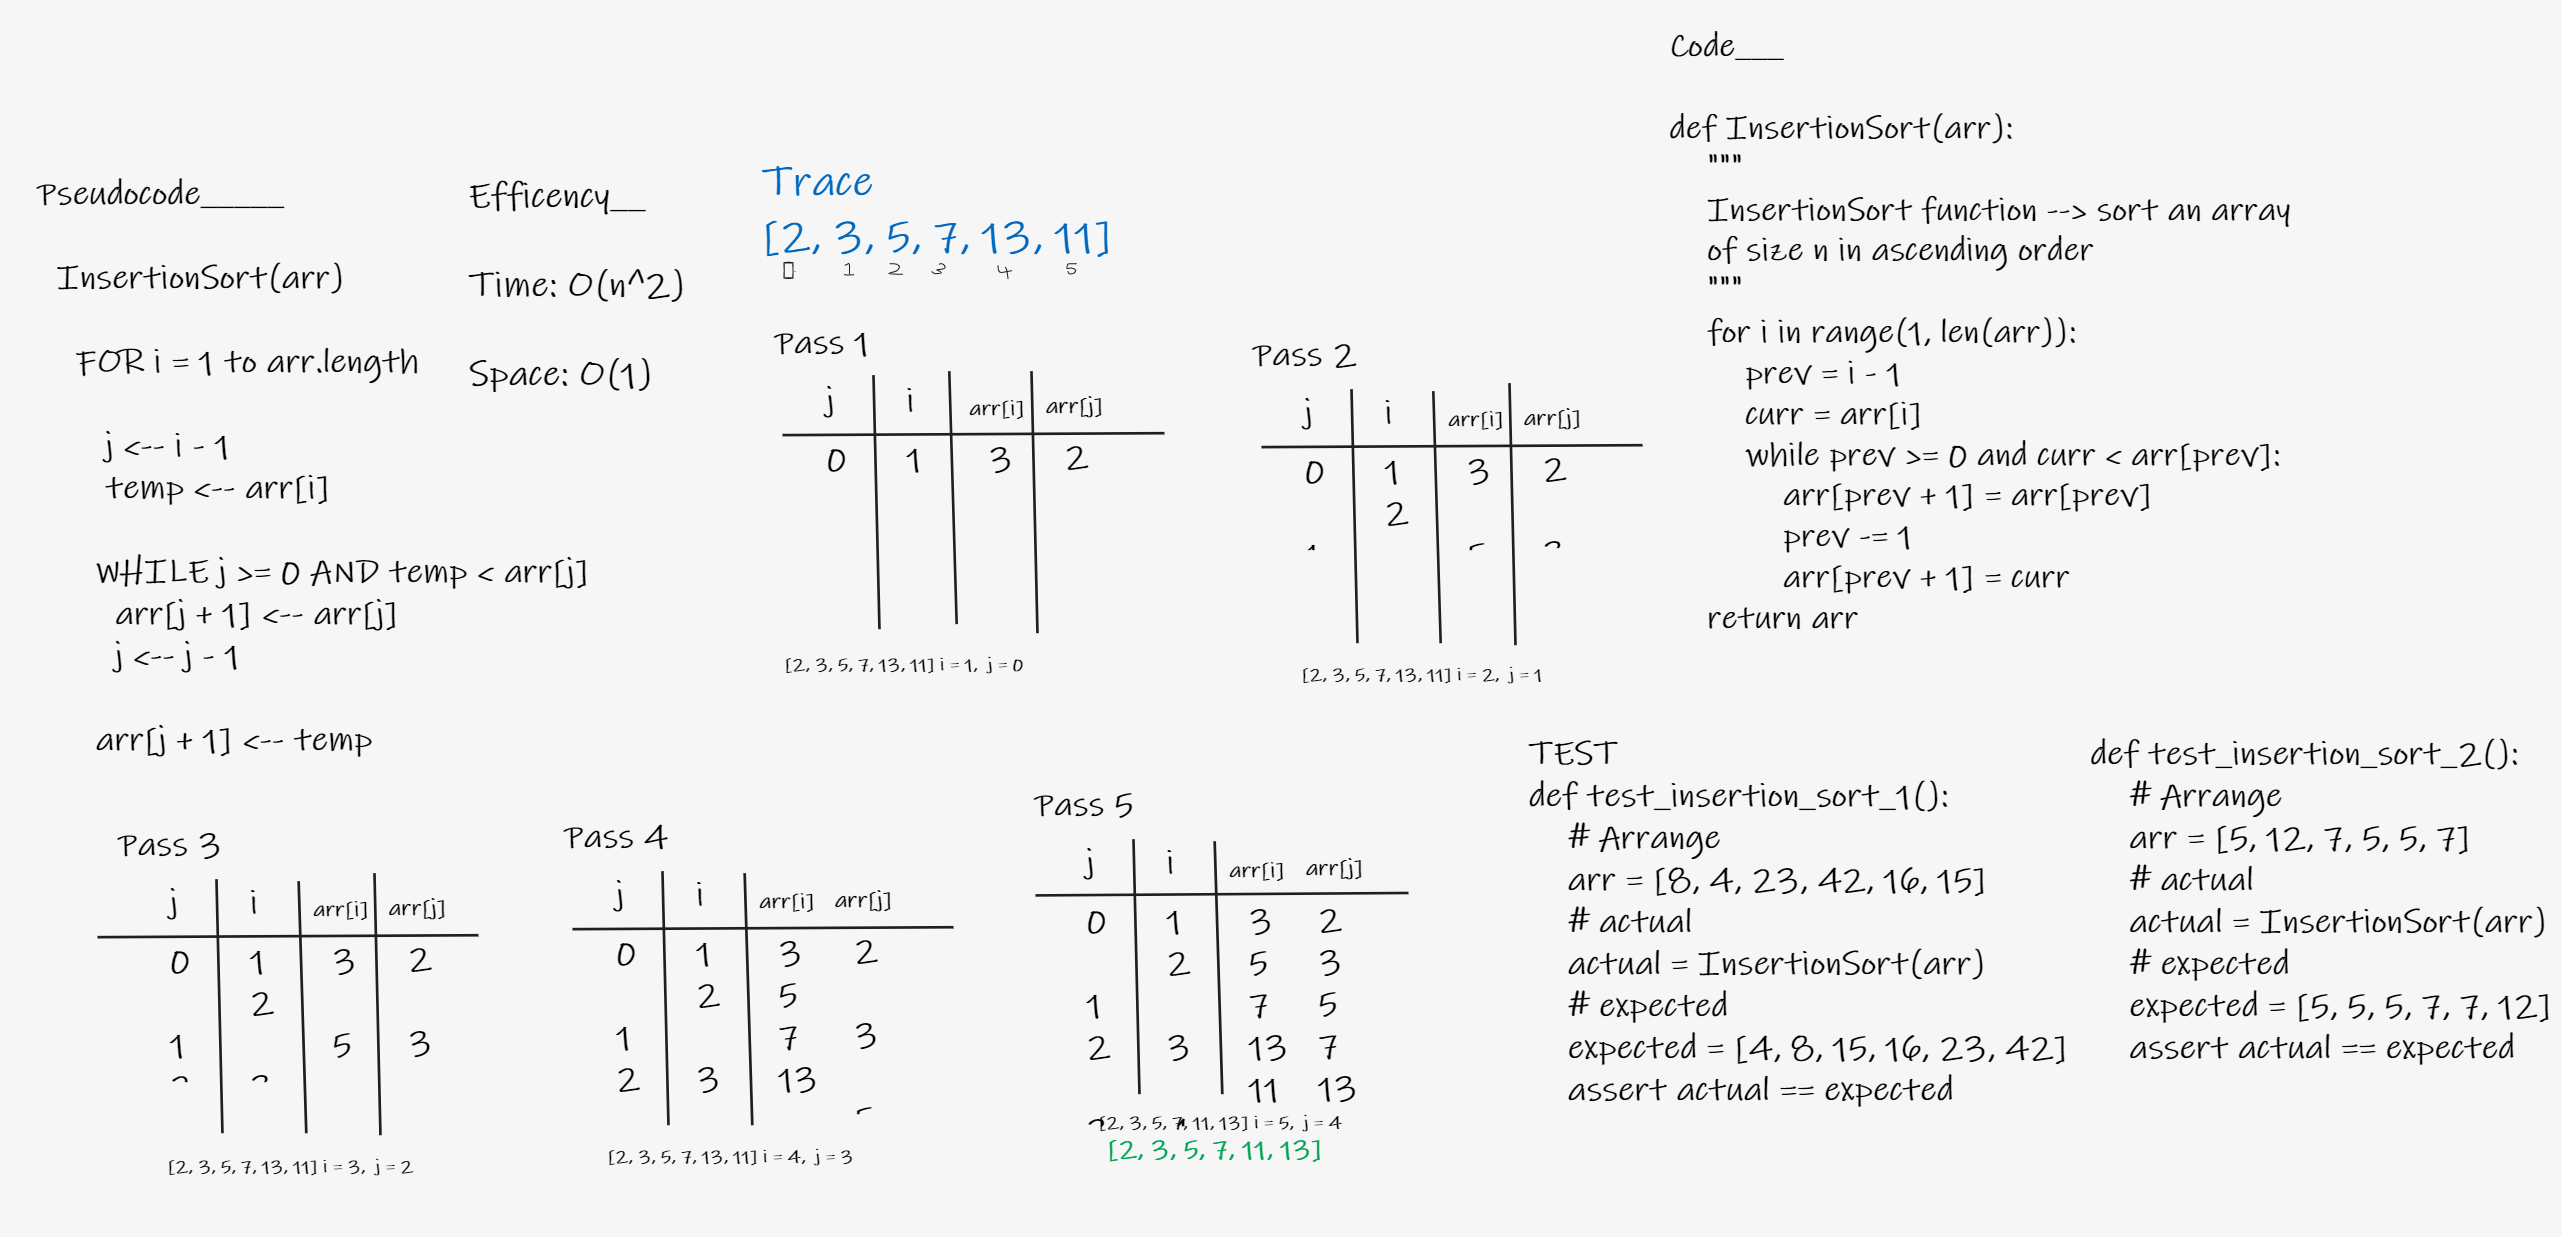 Code___
def InsertionSort(arr):
"""
InsertionSort function --> sort an array
of size n in ascending order
"""
for i in range(1, len(arr)):
prev = i - 1
curr = arr[i]
while prev >= 0 and curr < arr[prev]:
arr[prev + 1] = arr[prev]
prev -= 1
arr[prev + 1] = curr
return arr
Pseudocode_____
InsertionSort(arr)
FOR i = 1 to arr.length
j <-- i - 1
temp <-- arr[i]
WHILE j >= 0 AND temp < arr[j]
arr[j + 1] <-- arr[j]
j <-- j - 1
arr[j + 1] <-- temp
Efficency__
Time: O(n^2)
Space: O(1)
Trace
[2, 3, 5, 7, 13, 11]
1 2 3 4 5
Pass 1
j i arr[i] arr[j]
0 1 3 2
[2, 3, 5, 7, 13, 11] i = 1, j = 0
Pass 2
j i arr[i] arr[j]
0 1 3 2
2
[2, 3, 5, 7, 13, 11] i = 2, j = 1
Pass 3
j i arr[i] arr[j]
0 1 3 2
2
1 5 3
[2, 3, 5, 7, 13, 11] i = 3, j = 2
Pass 4
j i arr[i] arr[j]
0 1 3 2
2 5
1 7 3
2 3 13
[2, 3, 5, 7, 13, 11] i = 4, j = 3
Pass 5
j i arr[i] arr[j]
0 1 3 2
2 5 3
1 7 5
2 3 13 7
11 13
[2, 3, 5, 7, 11, 13] i = 5, j = 4
[2, 3, 5, 7, 11, 13]
TEST
def test_insertion_sort_1():
# Arrange
arr = [8, 4, 23, 42, 16, 15]
# actual
actual = InsertionSort(arr)
# expected
expected = [4, 8, 15, 16, 23, 42]
assert actual == expected
def test_insertion_sort_2():
# Arrange
arr = [5, 12, 7, 5, 5, 7]
# actual
actual = InsertionSort(arr)
# expected
expected = [5, 5, 5, 7, 7, 12]
assert actual == expected